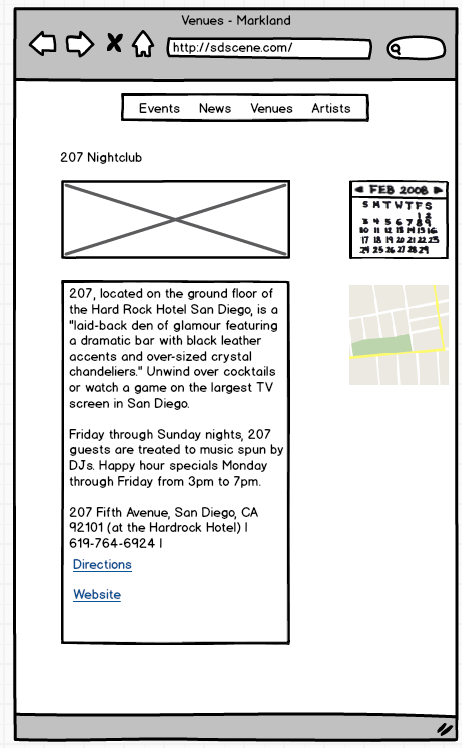 Venues - Markland
http://sdscene.com/
Events News Venues Artists
207 Nightclub
FEB 2008
S M T W T F S
1 2
3 4 5 6 7 8 9
10 11 12 13 14 15 16
17 18 19 20 21 22 23
24 25 26 27 28 29
207, located on the ground floor of
the Hard Rock Hotel San Diego, is a
"laid-back den of glamour featuring
a dramatic bar with black leather
accents and over-sized crystal
chandeliers." Unwind over cocktails
or watch a game on the largest TV
screen in San Diego.
Friday through Sunday nights, 207
guests are treated to music spun by
DJs. Happy hour specials Monday
through Friday from 3pm to 7pm.
207 Fifth Avenue, San Diego, CA
92101 (at the Hardrock Hotel) |
619-764-6924 |
Directions
Website